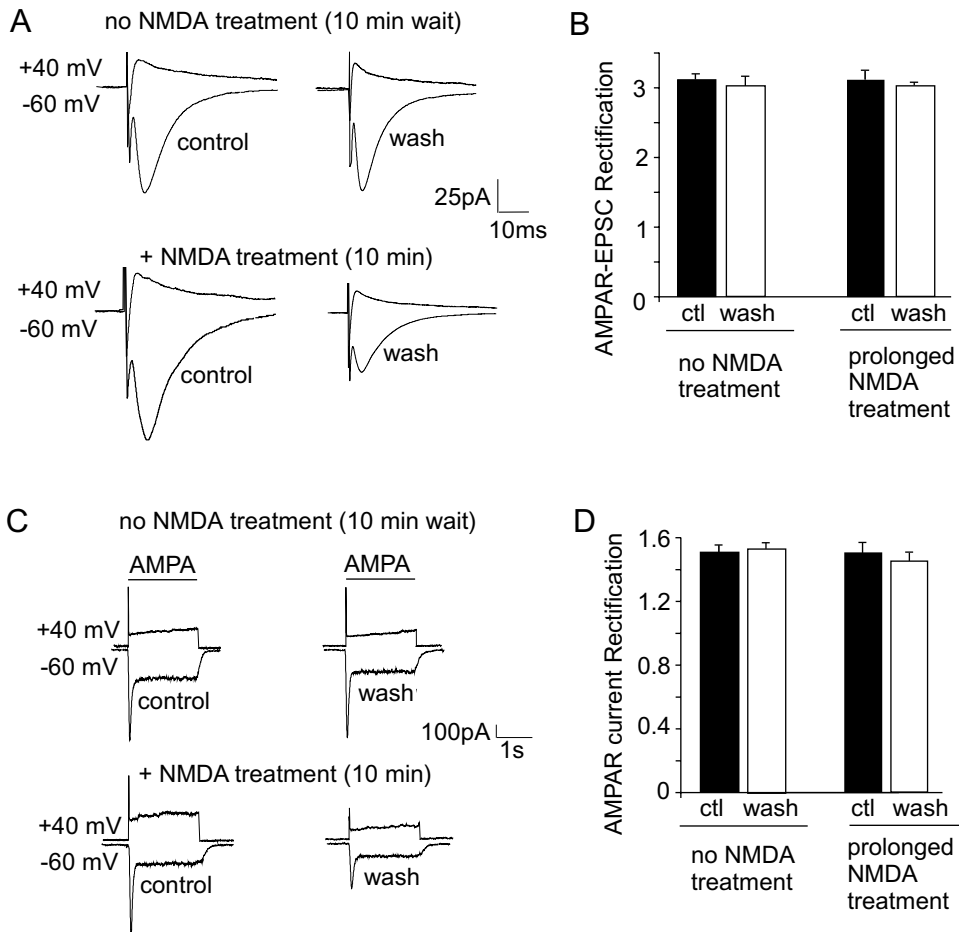 A
no NMDA treatment (10 min wait)
+40 mV
-60 mV
control
wash
25pA
10ms
+ NMDA treatment (10 min)
+40 mV
-60 mV
control
wash
B
AMPAR-EPSC Rectification
3
2
1
0
ctl wash
ctl wash
no NMDA
treatment
prolonged
NMDA
treatment
C
no NMDA treatment (10 min wait)
AMPA
AMPA
+40 mV
-60 mV
control
wash
100pA
1s
+ NMDA treatment (10 min)
+40 mV
-60 mV
control
wash
D
AMPAR current Rectification
1.6
1.2
0.8
0.4
0
ctl wash
ctl wash
no NMDA
treatment
prolonged
NMDA
treatment